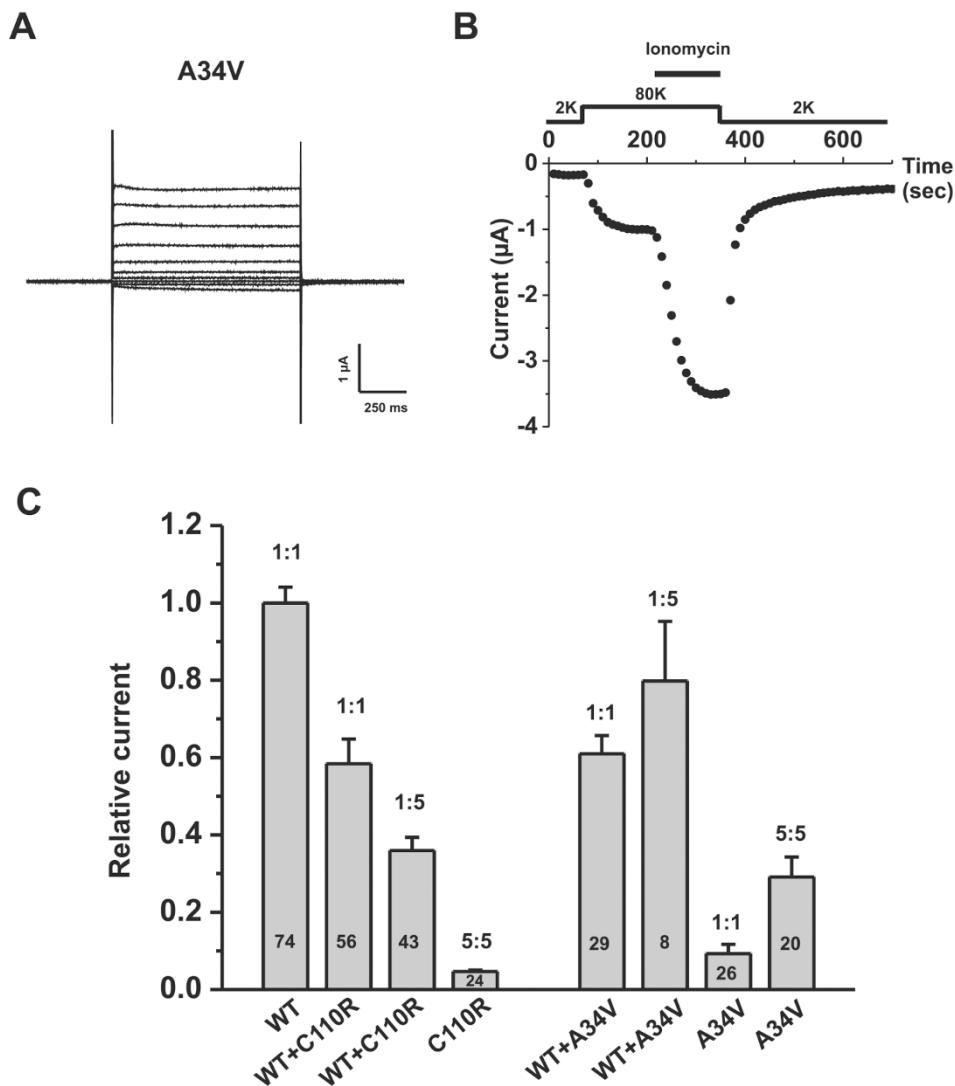 A
A34V
1 µA
250 ms
B
Ionomycin
2K 80K 2K
0 200 400 600
Time
(sec)
0
-1
-2
-3
-4
Current (µA)
C
Relative current
1.2
1.0
0.8
0.6
0.4
0.2
0.0
1:1
1:1
1:5
5:5
1:1
1:5
1:1
5:5
74 56 43 24 29 8 26 20
WT
WT+C110R
WT+C110R
C110R
WT+A34V
WT+A34V
A34V
A34V